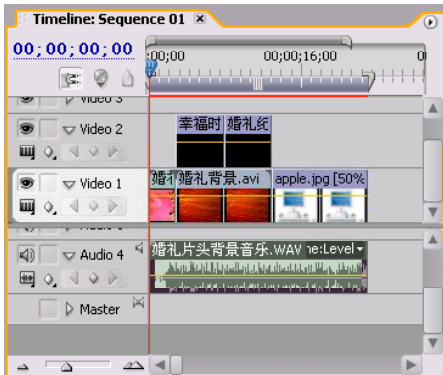 Timeline: Sequence 01
00;00;00;00
:00;00
00;00;16;00
0
Video 3
Video 2
幸福时
婚礼纪
Video 1
婚礼
婚礼背景.avi
apple.jpg [50%
Audio 4
婚礼片头背景音乐.WAV
ne:Level
Master